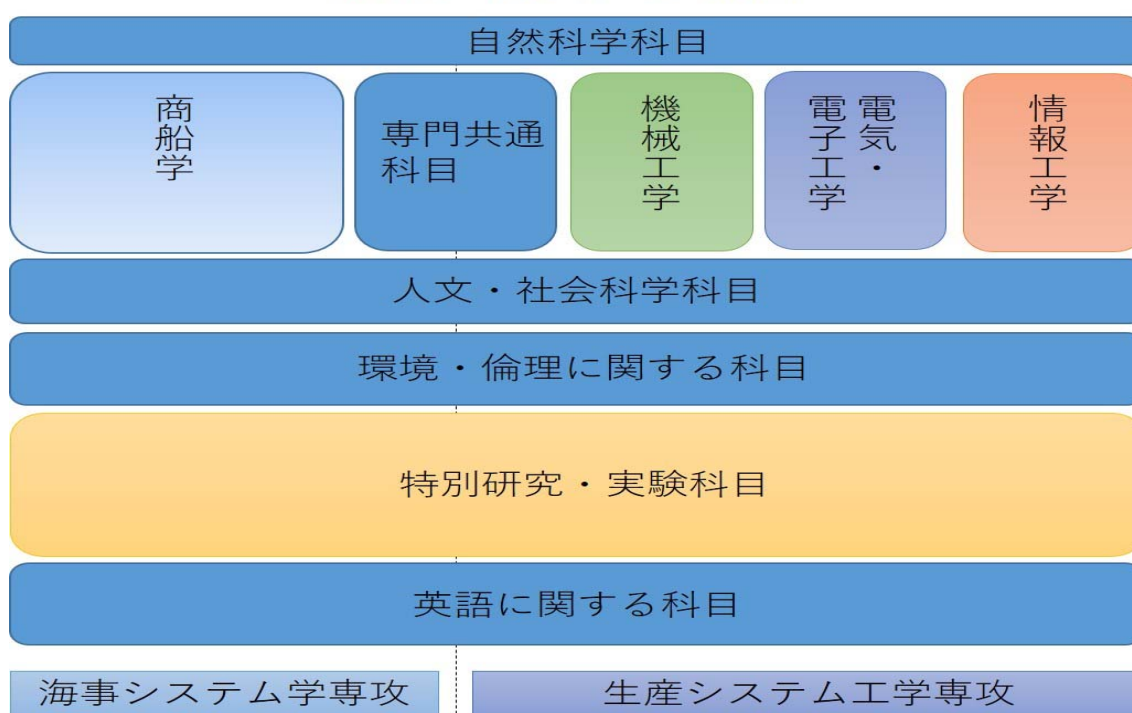 自然科学科目
商船学
専門共通
科目
機械工学
電気・
電子工学
情報工学
人文・社会科学科目
環境・倫理に関する科目
特別研究・実験科目
英語に関する科目
海事システム学専攻
生産システム工学専攻